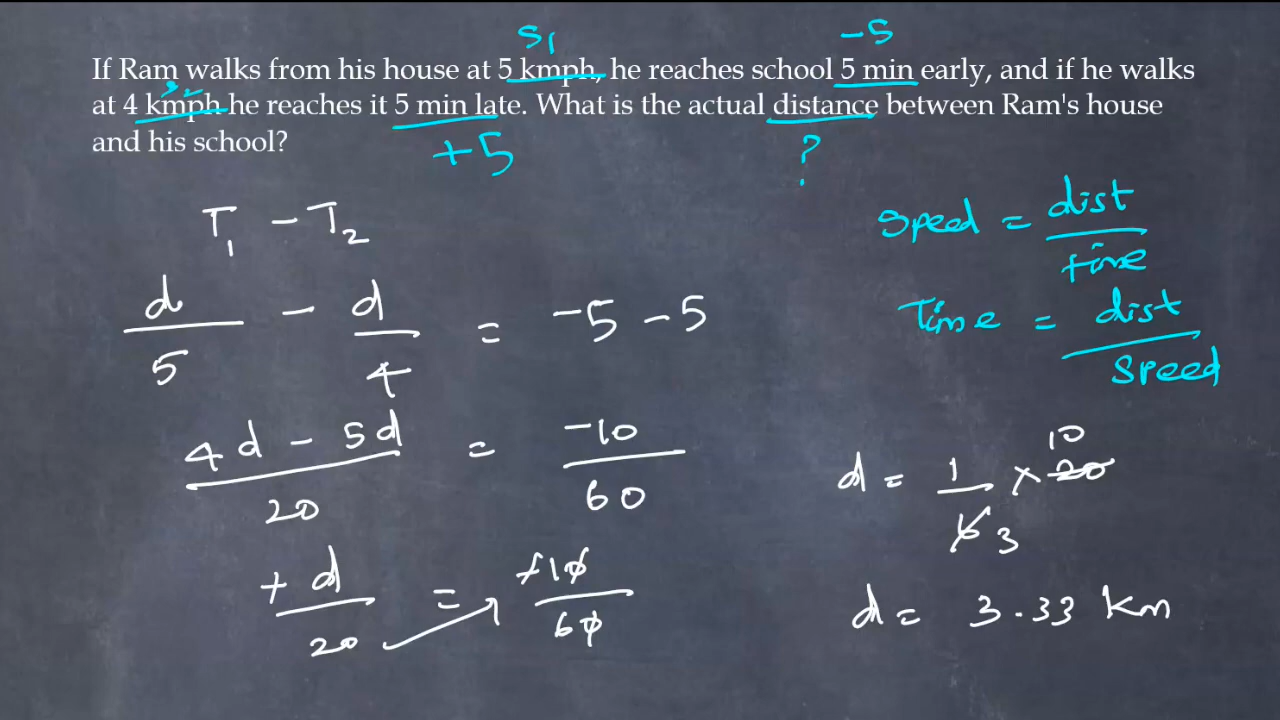 S1 -5
If Ram walks from his house at 5 kmph, he reaches school 5 min early, and if he walks
S2
at 4 kmph he reaches it 5 min late. What is the actual distance between Ram's house
and his school?
+5 ?
T1 - T2
Speed = dist / time
d/5 - d/4 = -5 -5
Time = dist / Speed
4d - 5d / 20 = -10 / 60
d = 1/6 3 × 20 10
+ d / 20 = +10 / 60
d = 3.33 Km